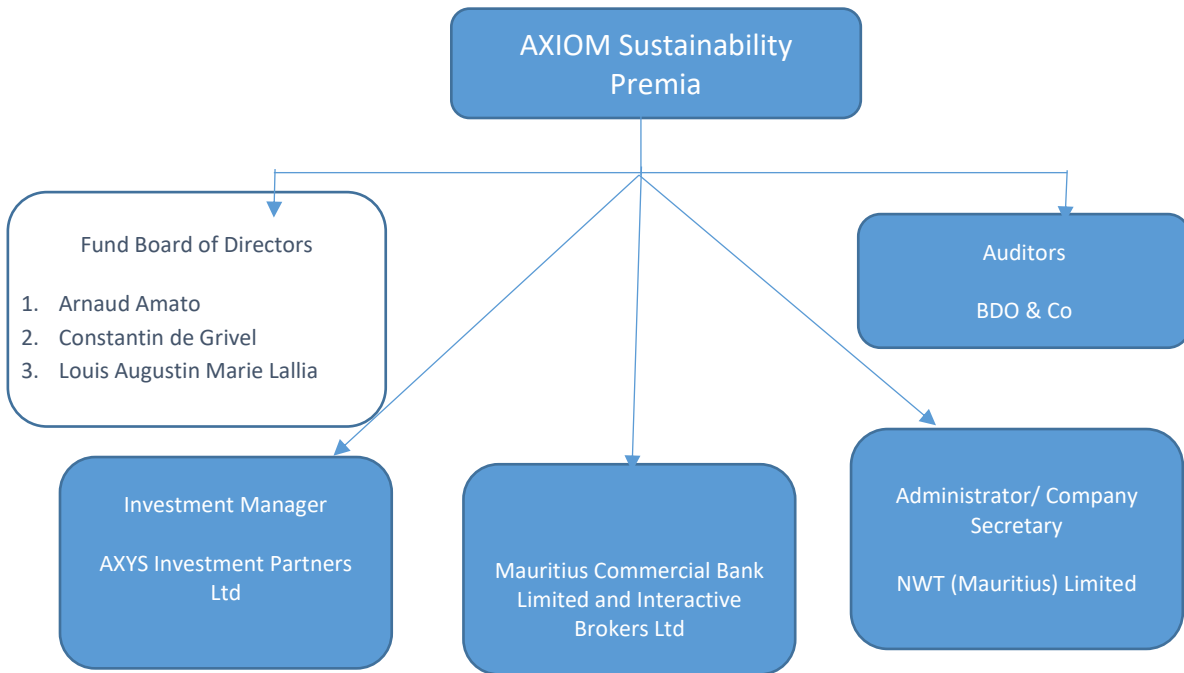 AXIOM Sustainability
Premia
Fund Board of Directors
1. Arnaud Amato
2. Constantin de Grivel
3. Louis Augustin Marie Lallia
Auditors
BDO & Co
Investment Manager
AXYS Investment Partners
Ltd
Mauritius Commercial Bank
Limited and Interactive
Brokers Ltd
Administrator/ Company
Secretary
NWT (Mauritius) Limited